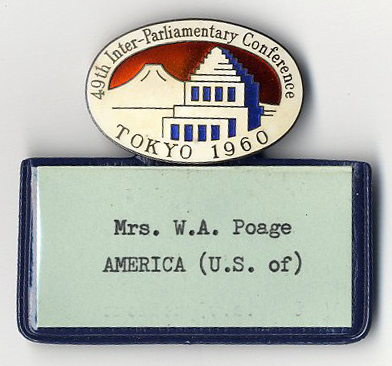 49th Inter-Parliamentary Conference
TOKYO 1960
Mrs. W.A. Poage
AMERICA (U.S. of)